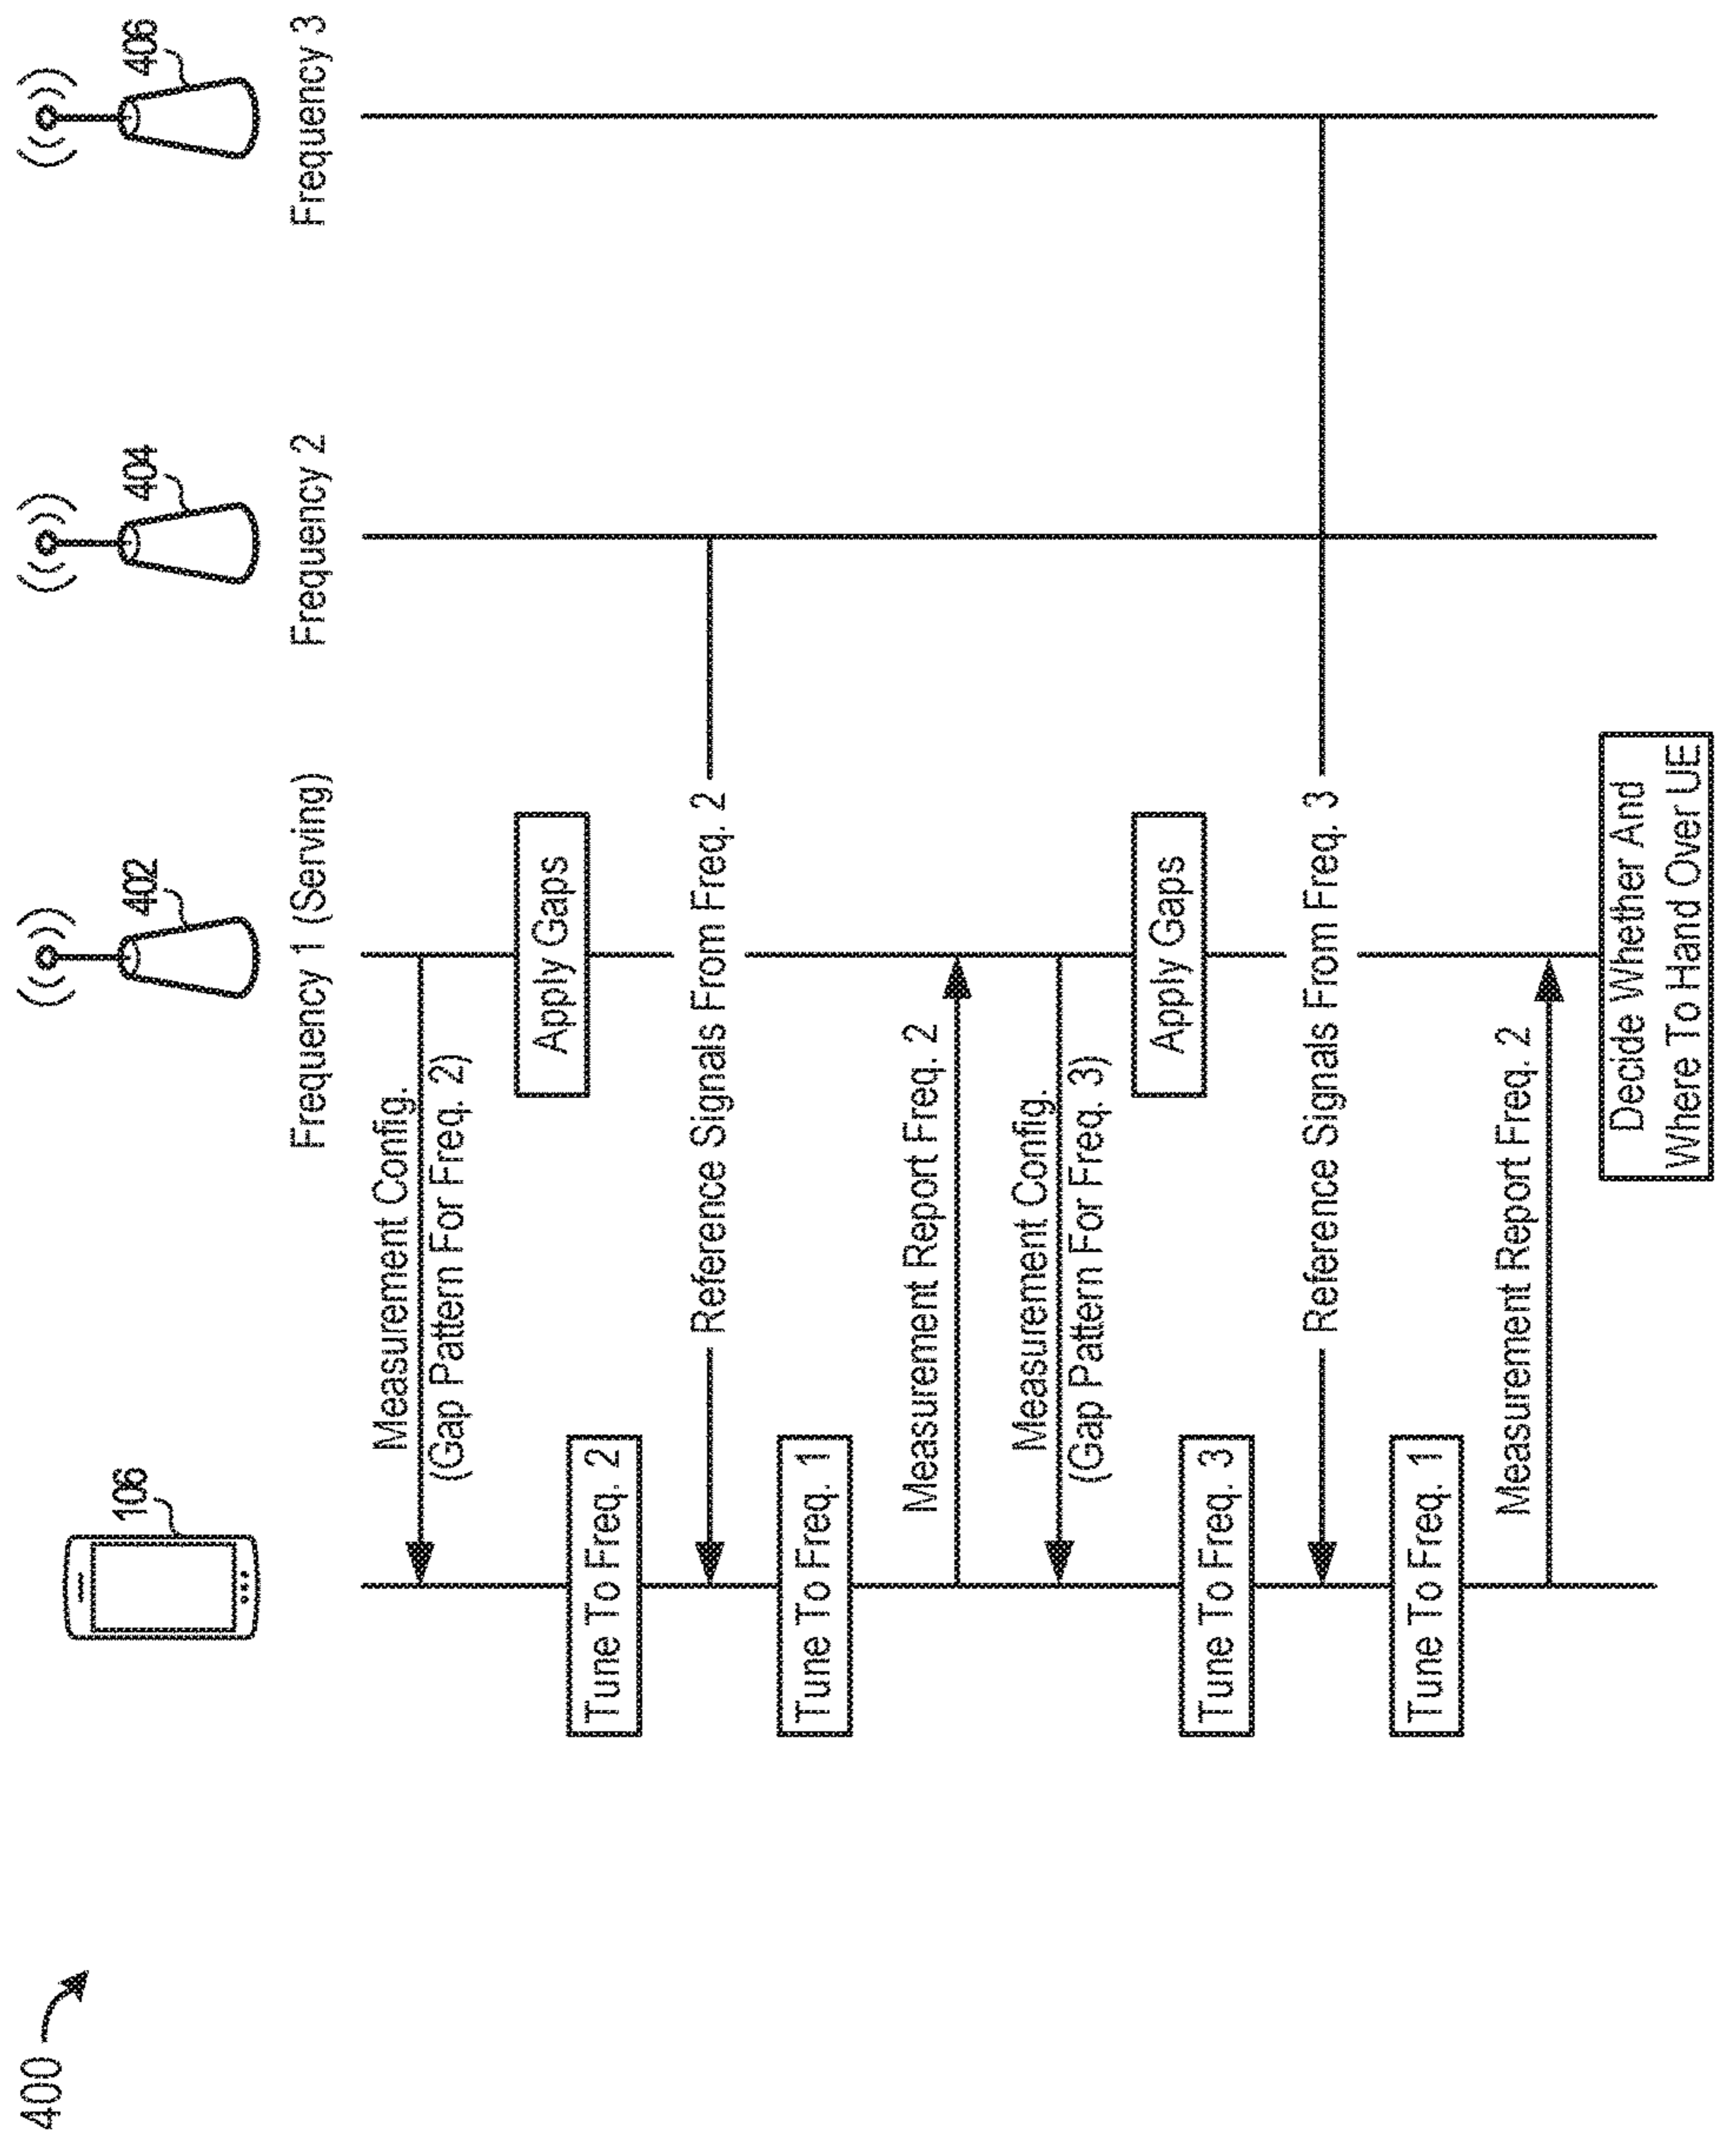 400
106
402
404
406
Frequency 1 (Serving)
Frequency 2
Frequency 3
Measurement Config.
(Gap Pattern For Freq. 2)
Apply Gaps
Tune To Freq. 2
Reference Signals From Freq. 2
Tune To Freq. 1
Measurement Report Freq. 2
Measurement Config.
(Gap Pattern For Freq. 3)
Apply Gaps
Tune To Freq. 3
Reference Signals From Freq. 3
Tune To Freq. 1
Measurement Report Freq. 2
Decide Whether And
Where To Hand Over UE